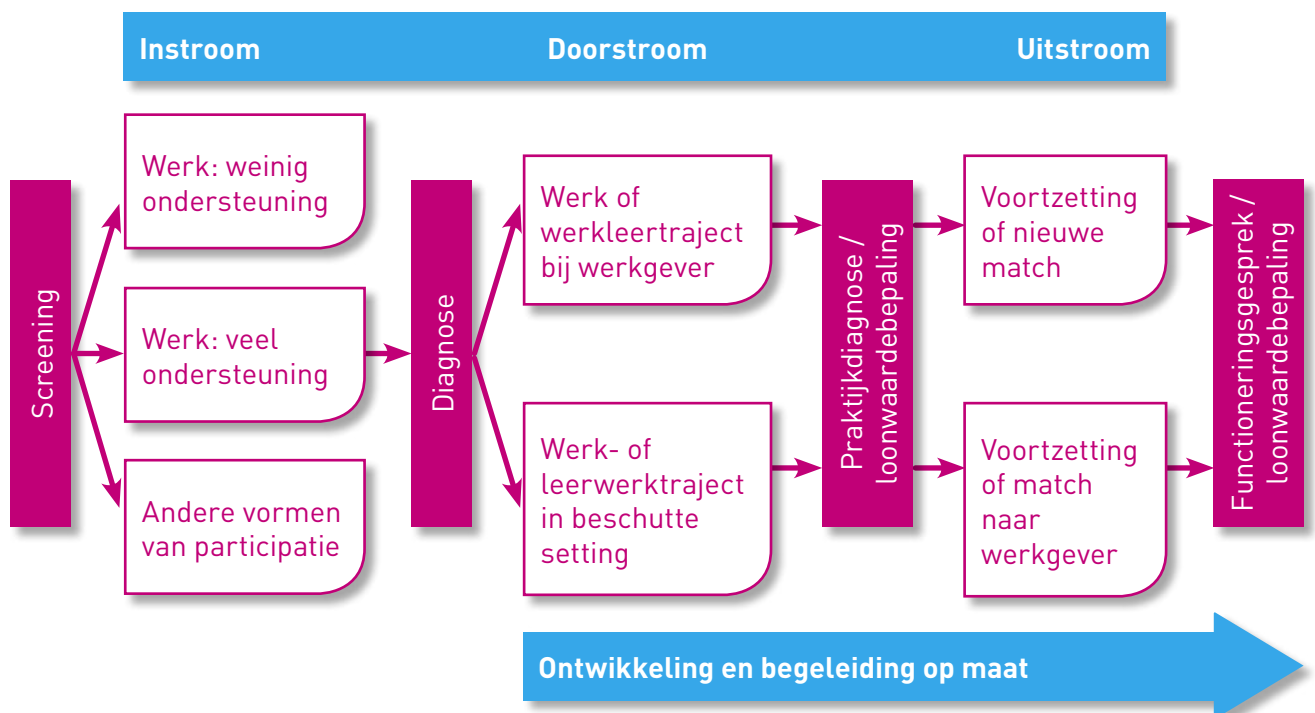 Instroom
Doorstroom
Uitstroom
Screening
Werk: weinig
ondersteuning
Werk: veel
ondersteuning
Andere vormen
van participatie
Diagnose
Werk of
werkleertraject
bij werkgever
Werk- of
leerwerktraject
in beschutte
setting
Praktijkdiagnose /
loonwaardebepaling
Voortzetting
of nieuwe
match
Voortzetting
of match
naar
werkgever
Functioneringsgesprek /
loonwaardebepaling
Ontwikkeling en begeleiding op maat